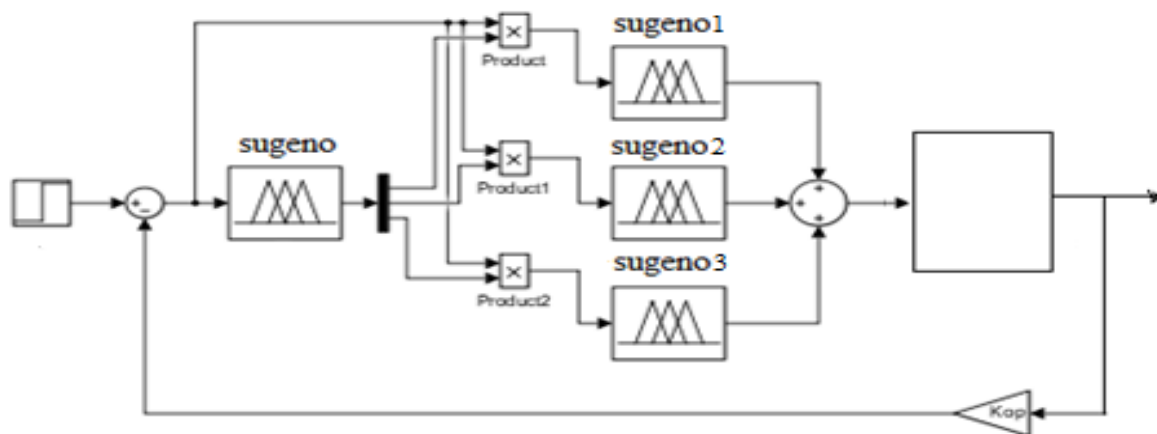 sugeno1
Product
sugeno
sugeno2
Product1
sugeno3
Product2
Kap